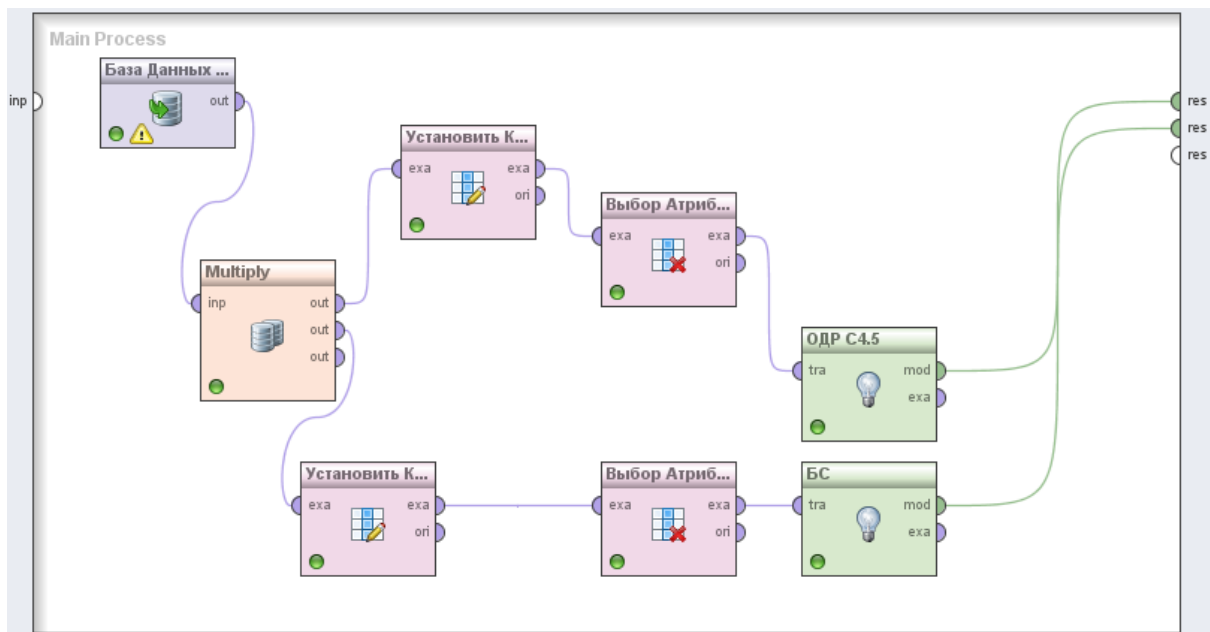 Main Process
База Данных ...
inp
out
res
res
res
Установить К...
exa
exa
ori
Выбор Атриб...
exa
exa
ori
Multiply
inp
out
out
out
ОДР С4.5
tra
mod
exa
Установить К...
exa
exa
ori
Выбор Атриб...
exa
exa
ori
БС
tra
mod
exa